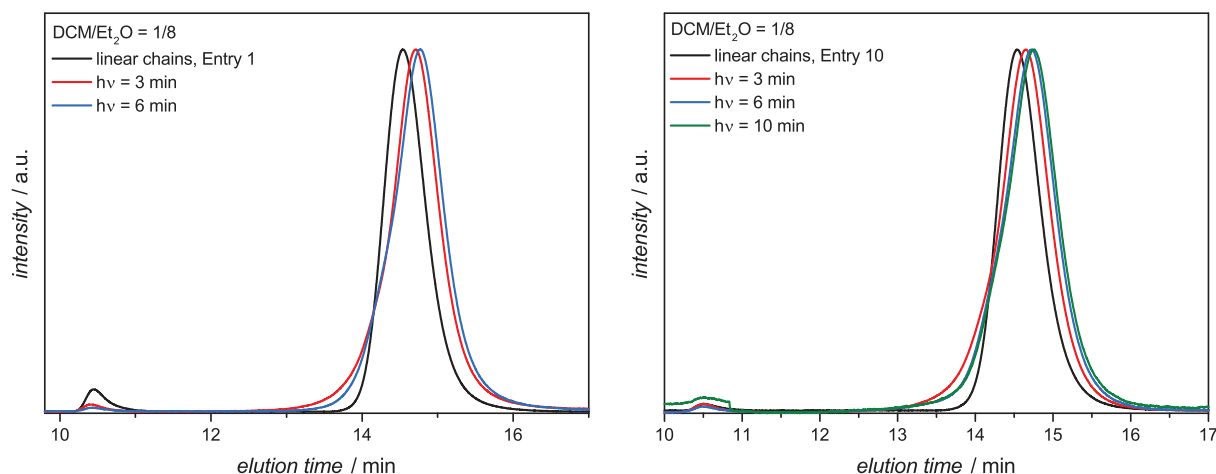 DCM/Et₂O = 1/8
linear chains, Entry 1
hν = 3 min
hν = 6 min
intensity / a.u.
10 12 14 16
elution time / min
DCM/Et₂O = 1/8
linear chains, Entry 10
hν = 3 min
hν = 6 min
hν = 10 min
intensity / a.u.
10 11 12 13 14 15 16 17
elution time / min